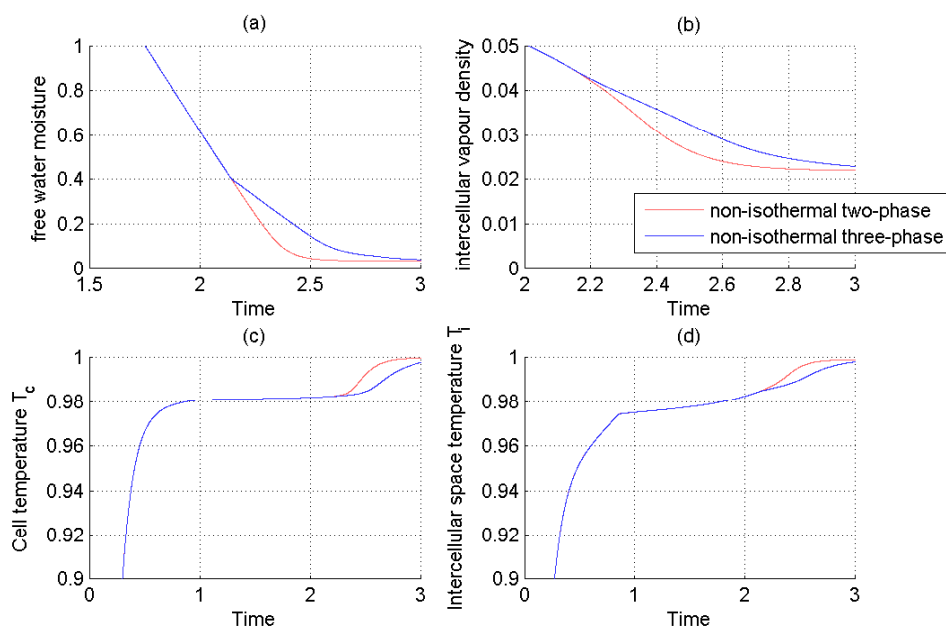 (a)
free water moisture
1
0.8
0.6
0.4
0.2
0
1.5 2 2.5 3
Time
(b)
intercellular vapour density
0.05
0.04
0.03
0.02
0.01
0
2 2.2 2.4 2.6 2.8 3
Time
non-isothermal two-phase
non-isothermal three-phase
(c)
Cell temperature T_c
1
0.98
0.96
0.94
0.92
0.9
0 1 2 3
Time
(d)
Intercellular space temperature T_i
1
0.98
0.96
0.94
0.92
0.9
0 1 2 3
Time